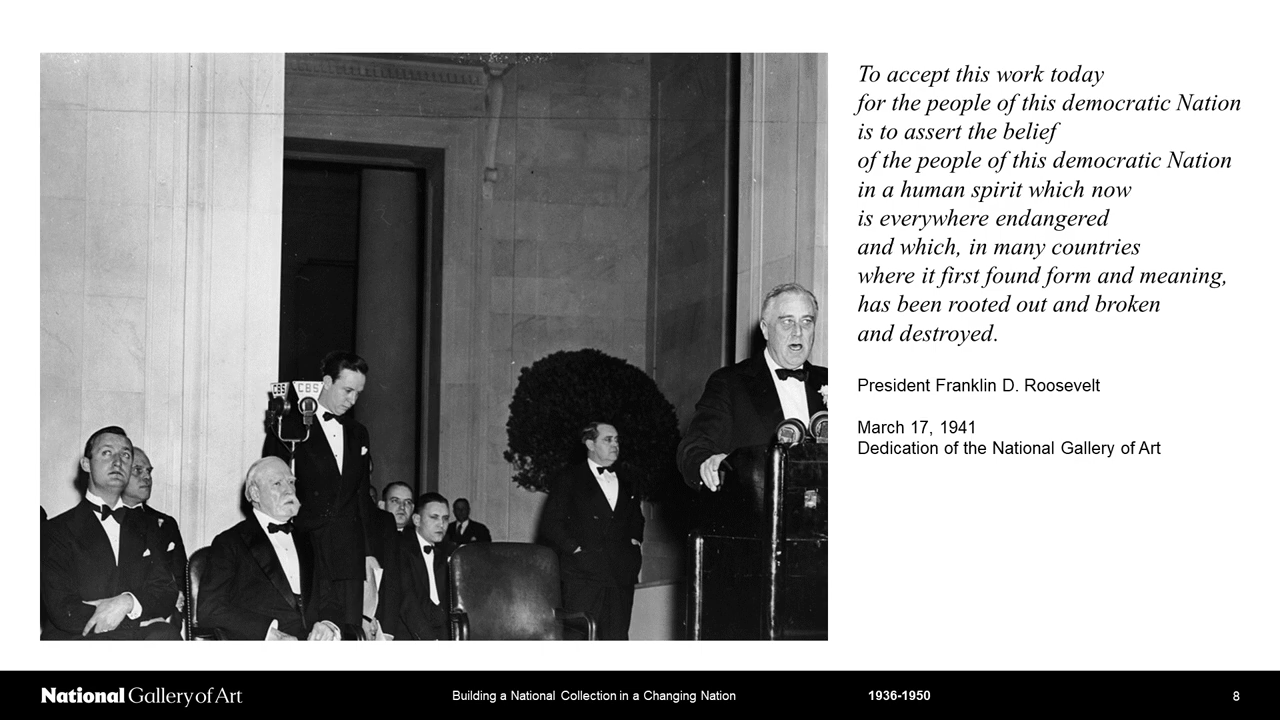 To accept this work today
for the people of this democratic Nation
is to assert the belief
of the people of this democratic Nation
in a human spirit which now
is everywhere endangered
and which, in many countries
where it first found form and meaning,
has been rooted out and broken
and destroyed.
President Franklin D. Roosevelt
March 17, 1941
Dedication of the National Gallery of Art
CBS CBS
National Gallery of Art
Building a National Collection in a Changing Nation
1936-1950
8